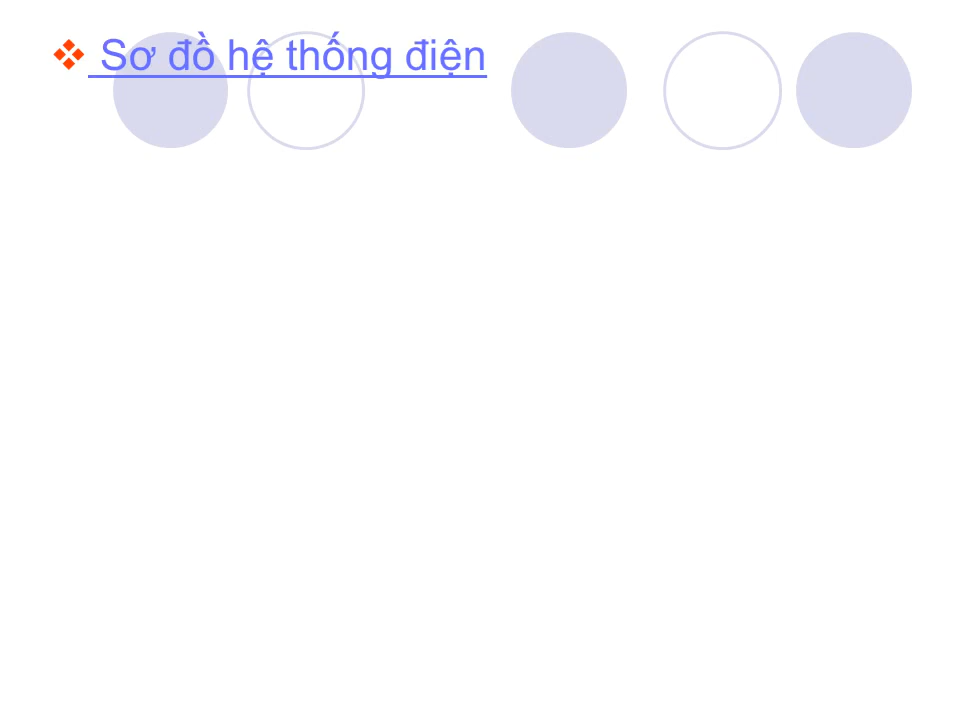 Sơ đồ hệ thống điện